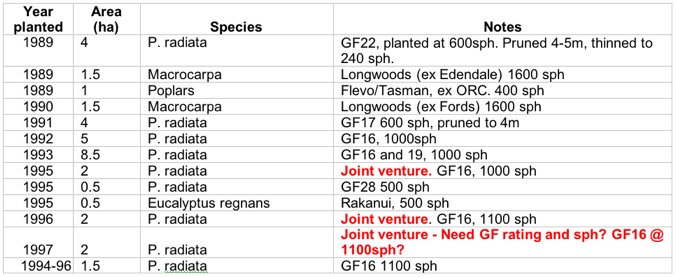 Year planted Area (ha) Species Notes
1989 4 P. radiata GF22, planted at 600sph. Pruned 4-5m, thinned to
240 sph.
1989 1.5 Macrocarpa Longwoods (ex Edendale) 1600 sph
1989 1 Poplars Flevo/Tasman, ex ORC. 400 sph
1990 1.5 Macrocarpa Longwoods (ex Fords) 1600 sph
1991 4 P. radiata GF17 600 sph, pruned to 4m
1992 5 P. radiata GF16, 1000sph
1993 8.5 P. radiata GF16 and 19, 1000 sph
1995 2 P. radiata Joint venture. GF16, 1000 sph
1995 0.5 P. radiata GF28 500 sph
1995 0.5 Eucalyptus regnans Rakanui, 500 sph
1996 2 P. radiata Joint venture. GF16, 1100 sph
1997 2 P. radiata Joint venture - Need GF rating and sph? GF16 @
1100sph?
1994-96 1.5 P. radiata GF16 1100 sph